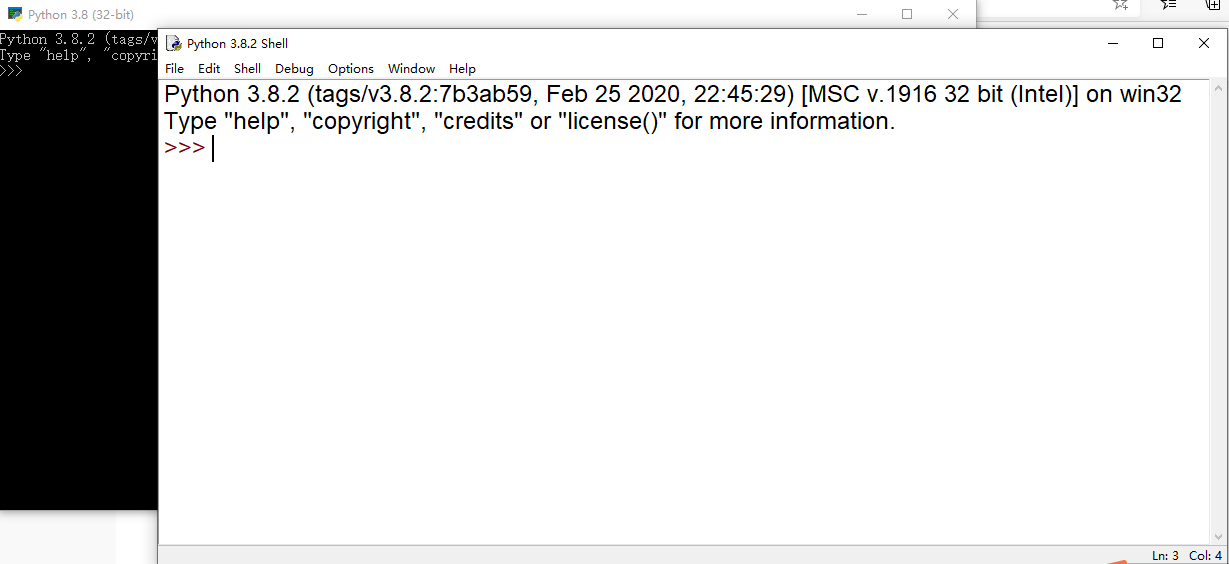 Python 3.8 (32-bit)
Python 3.8.2 (tags/v
Type "help", "copyri
>>>
Python 3.8.2 Shell
File Edit Shell Debug Options Window Help
Python 3.8.2 (tags/v3.8.2:7b3ab59, Feb 25 2020, 22:45:29) [MSC v.1916 32 bit (Intel)] on win32
Type "help", "copyright", "credits" or "license()" for more information.
>>>
Ln: 3 Col: 4